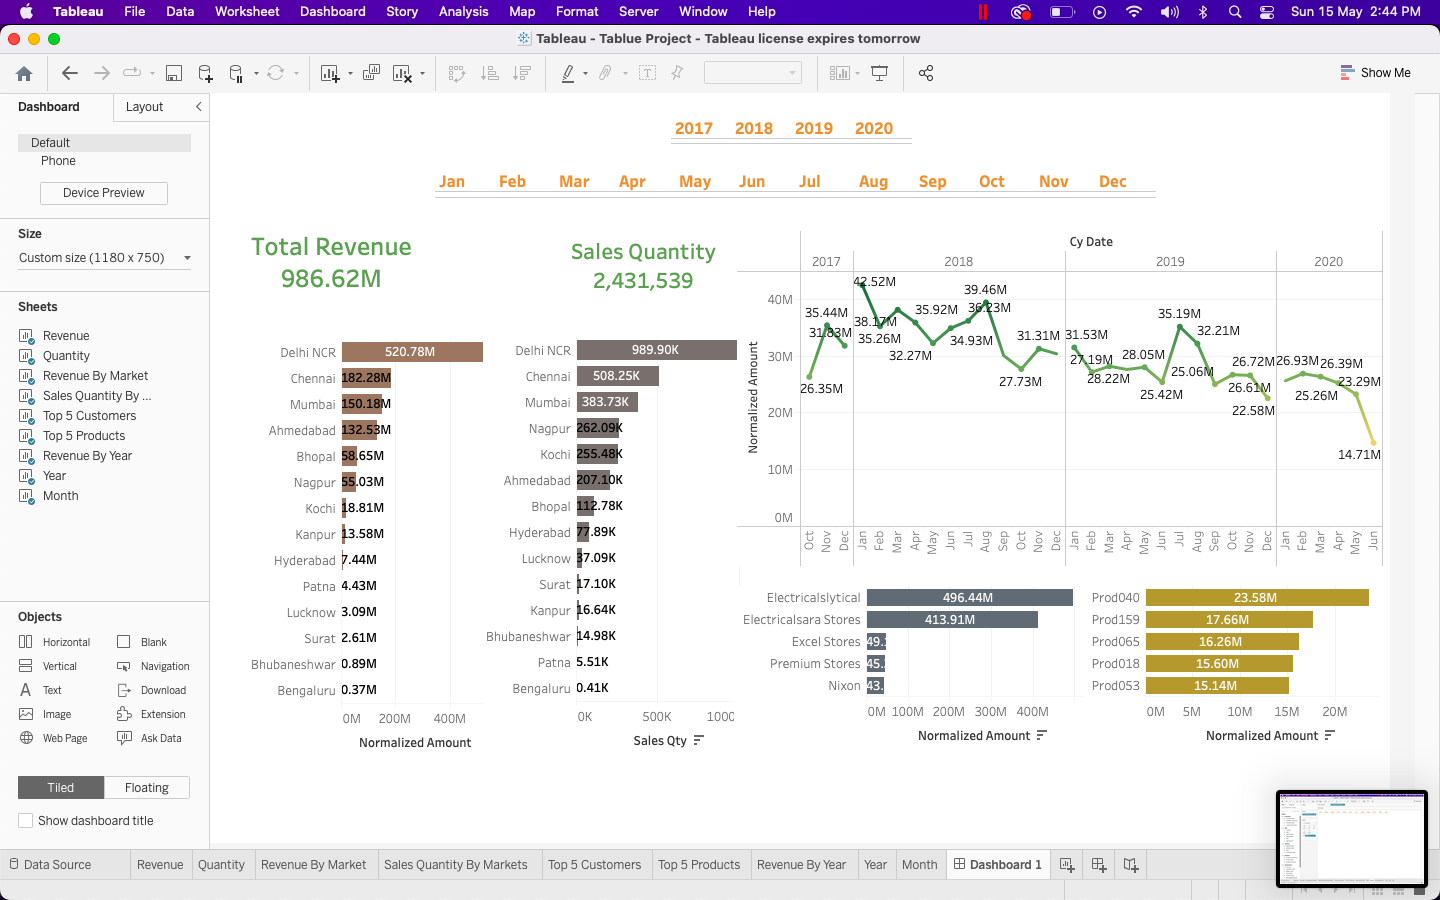 Tableau File Data Worksheet Dashboard Story Analysis Map Format Server Window Help Sun 15 May 2:44 PM
Tableau - Tablue Project - Tableau license expires tomorrow
Show Me
Dashboard Layout
Default
Phone
Device Preview
Size
Custom size (1180 x 750)
Sheets
Revenue
Quantity
Revenue By Market
Sales Quantity By ...
Top 5 Customers
Top 5 Products
Revenue By Year
Year
Month
Objects
Horizontal Blank
Vertical Navigation
Text Download
Image Extension
Web Page Ask Data
Tiled Floating
Show dashboard title
2017 2018 2019 2020
Jan Feb Mar Apr May Jun Jul Aug Sep Oct Nov Dec
Total Revenue
986.62M
Delhi NCR 520.78M
Chennai 182.28M
Mumbai 150.18M
Ahmedabad 132.53M
Bhopal 58.65M
Nagpur 55.03M
Kochi 18.81M
Kanpur 13.58M
Hyderabad 7.44M
Patna 4.43M
Lucknow 3.09M
Surat 2.61M
Bhubaneshwar 0.89M
Bengaluru 0.37M
0M 200M 400M
Normalized Amount
Sales Quantity
2,431,539
Delhi NCR 989.90K
Chennai 508.25K
Mumbai 383.73K
Nagpur 262.09K
Kochi 255.48K
Ahmedabad 207.10K
Bhopal 112.78K
Hyderabad 77.89K
Lucknow 37.09K
Surat 17.10K
Kanpur 16.64K
Bhubaneshwar 14.98K
Patna 5.51K
Bengaluru 0.41K
0K 500K 1000
Sales Qty
Cy Date
2017 2018 2019 2020
Normalized Amount
40M
30M
20M
10M
0M
26.35M 35.44M 31.83M 42.52M 35.26M 38.17M 35.92M 32.27M 34.93M 36.23M 39.46M 27.73M 31.31M 31.53M 27.19M 28.22M 28.05M 25.42M 35.19M 32.21M 25.06M 26.72M 26.61M 22.58M 25.26M 26.93M 26.39M 23.29M 14.71M
Oct Nov Dec Jan Feb Mar Apr May Jun Jul Aug Sep Oct Nov Dec Jan Feb Mar Apr May Jun Jul Aug Sep Oct Nov Dec Jan Feb Mar Apr May Jun
Electricalslytical 496.44M
Electricalsara Stores 413.91M
Excel Stores 49.
Premium Stores 45.
Nixon 43.
0M 100M 200M 300M 400M
Normalized Amount
Prod040 23.58M
Prod159 17.66M
Prod065 16.26M
Prod018 15.60M
Prod053 15.14M
0M 5M 10M 15M 20M
Normalized Amount
Data Source Revenue Quantity Revenue By Market Sales Quantity By Markets Top 5 Customers Top 5 Products Revenue By Year Year Month Dashboard 1